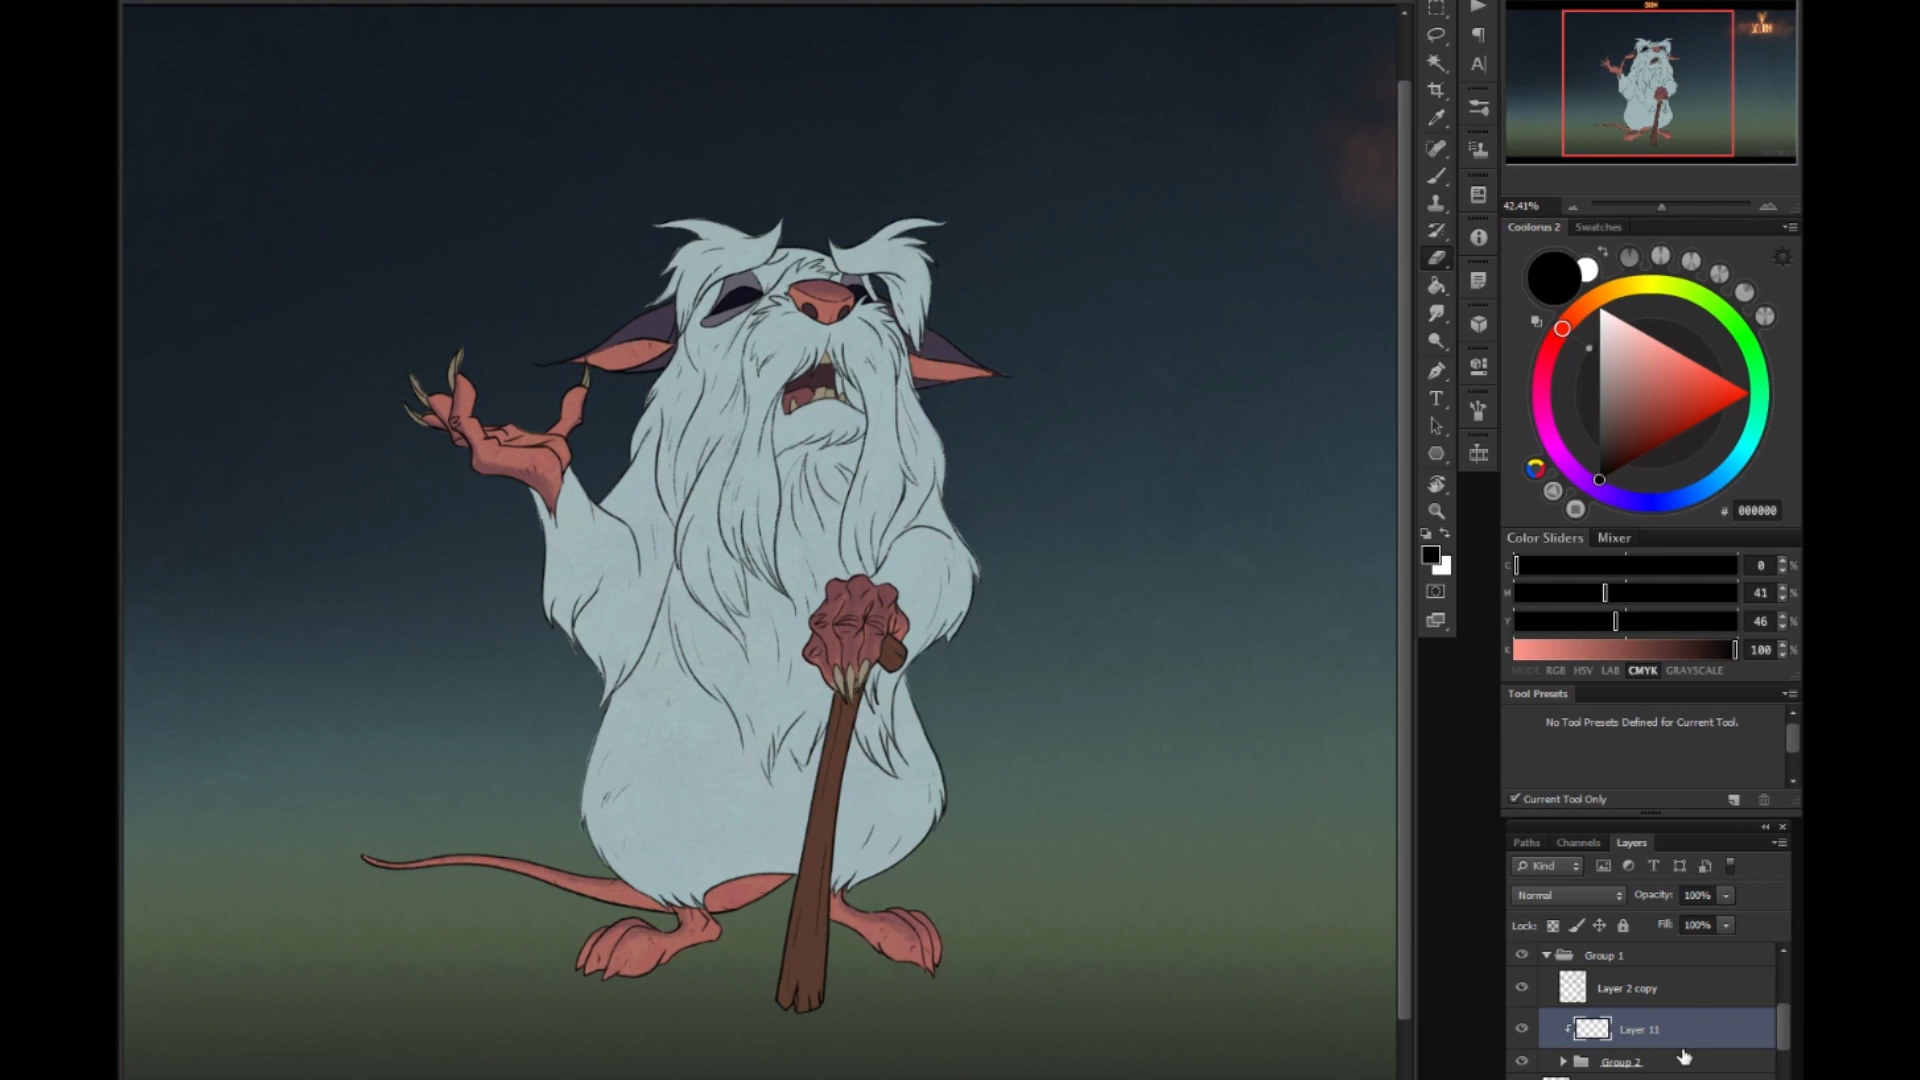 42.41%
Coolorus 2 Swatches
# 000000
Color Sliders Mixer
C 0 %
M 41 %
Y 46 %
K 100 %
MODE RGB HSV LAB CMYK GRAYSCALE
Tool Presets
No Tool Presets Defined for Current Tool.
Current Tool Only
Paths Channels Layers
Kind
Normal Opacity: 100%
Lock: Fill: 100%
Group 1
Layer 2 copy
Layer 11
Group 2